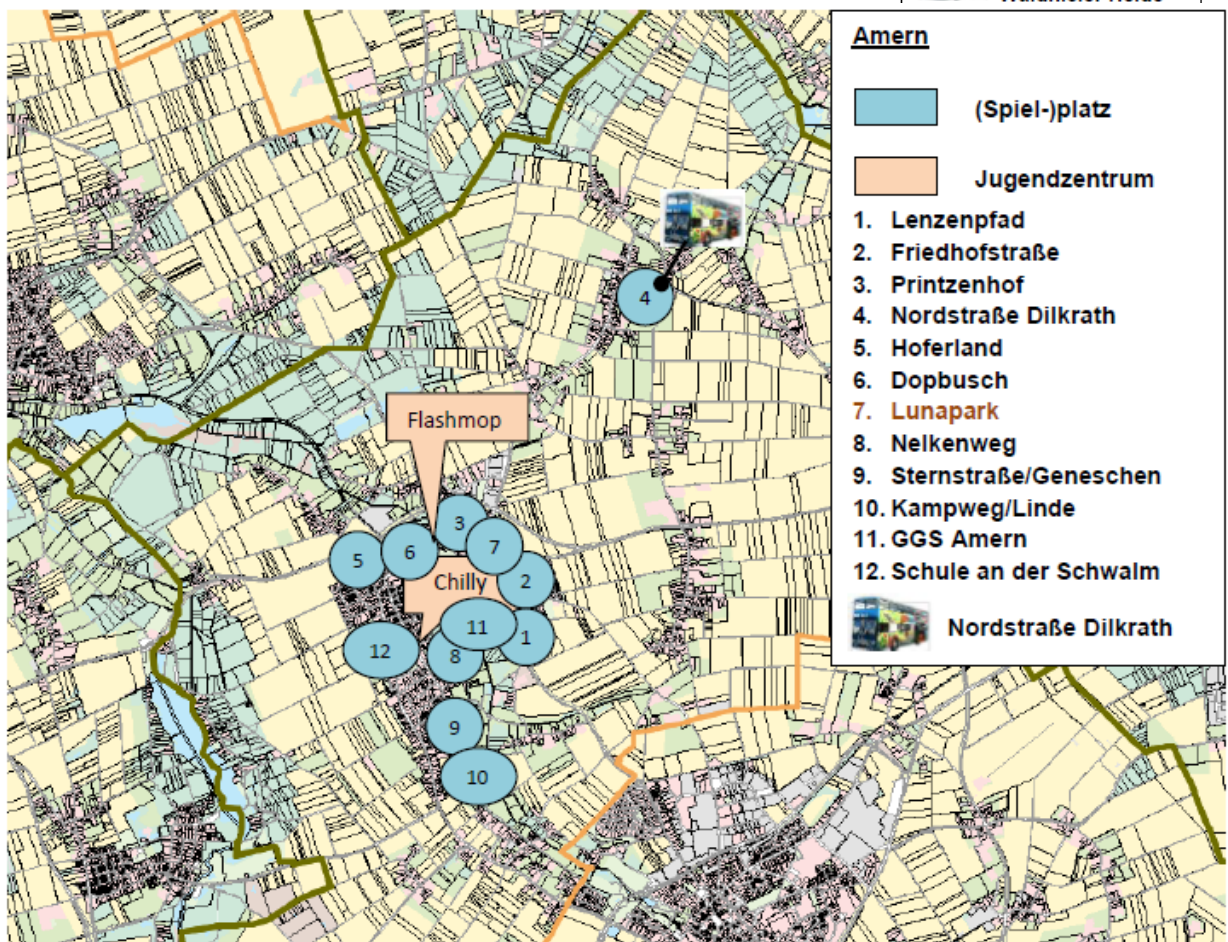 Amern
(Spiel-)platz
Jugendzentrum
1. Lenzenpfad
2. Friedhofstraße
3. Printzenhof
4. Nordstraße Dilkrath
5. Hoferland
6. Dopbusch
7. Lunapark
8. Nelkenweg
9. Sternstraße/Geneschen
10. Kampweg/Linde
11. GGS Amern
12. Schule an der Schwalm
Nordstraße Dilkrath
4
Flashmop
3
7
6
5
2
Chilly
11
1
12
8
9
10